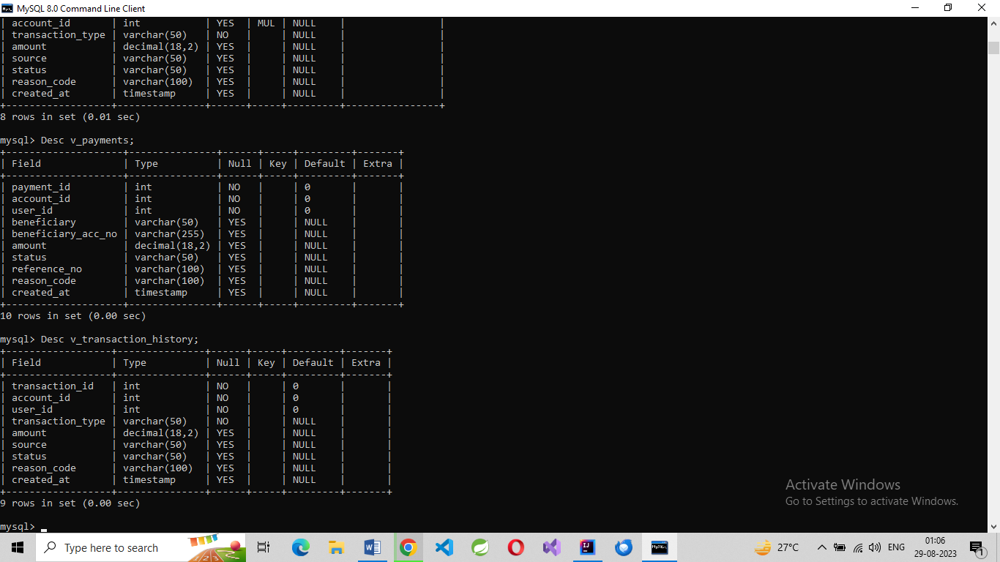 MySQL 8.0 Command Line Client
| account_id       | int           | YES  | MUL | NULL    |                |
| transaction_type | varchar(50)   | NO   |     | NULL    |                |
| amount           | decimal(18,2) | YES  |     | NULL    |                |
| source           | varchar(50)   | YES  |     | NULL    |                |
| status           | varchar(50)   | YES  |     | NULL    |                |
| reason_code      | varchar(100)  | YES  |     | NULL    |                |
| created_at       | timestamp     | YES  |     | NULL    |                |
+------------------+---------------+------+-----+---------+----------------+
8 rows in set (0.01 sec)
mysql> Desc v_payments;
+--------------------+---------------+------+-----+---------+-------+
| Field              | Type          | Null | Key | Default | Extra |
+--------------------+---------------+------+-----+---------+-------+
| payment_id         | int           | NO   |     | 0       |       |
| account_id         | int           | NO   |     | 0       |       |
| user_id            | int           | NO   |     | 0       |       |
| beneficiary        | varchar(50)   | YES  |     | NULL    |       |
| beneficiary_acc_no | varchar(255)  | YES  |     | NULL    |       |
| amount             | decimal(18,2) | YES  |     | NULL    |       |
| status             | varchar(50)   | YES  |     | NULL    |       |
| reference_no       | varchar(100)  | YES  |     | NULL    |       |
| reason_code        | varchar(100)  | YES  |     | NULL    |       |
| created_at         | timestamp     | YES  |     | NULL    |       |
+--------------------+---------------+------+-----+---------+-------+
10 rows in set (0.00 sec)
mysql> Desc v_transaction_history;
+------------------+---------------+------+-----+---------+-------+
| Field            | Type          | Null | Key | Default | Extra |
+------------------+---------------+------+-----+---------+-------+
| transaction_id   | int           | NO   |     | 0       |       |
| account_id       | int           | NO   |     | 0       |       |
| user_id          | int           | NO   |     | 0       |       |
| transaction_type | varchar(50)   | NO   |     | NULL    |       |
| amount           | decimal(18,2) | YES  |     | NULL    |       |
| source           | varchar(50)   | YES  |     | NULL    |       |
| status           | varchar(50)   | YES  |     | NULL    |       |
| reason_code      | varchar(100)  | YES  |     | NULL    |       |
| created_at       | timestamp     | YES  |     | NULL    |       |
+------------------+---------------+------+-----+---------+-------+
9 rows in set (0.00 sec)
mysql>
Activate Windows
Go to Settings to activate Windows.
Type here to search
27°C
ENG
01:06
29-08-2023
1